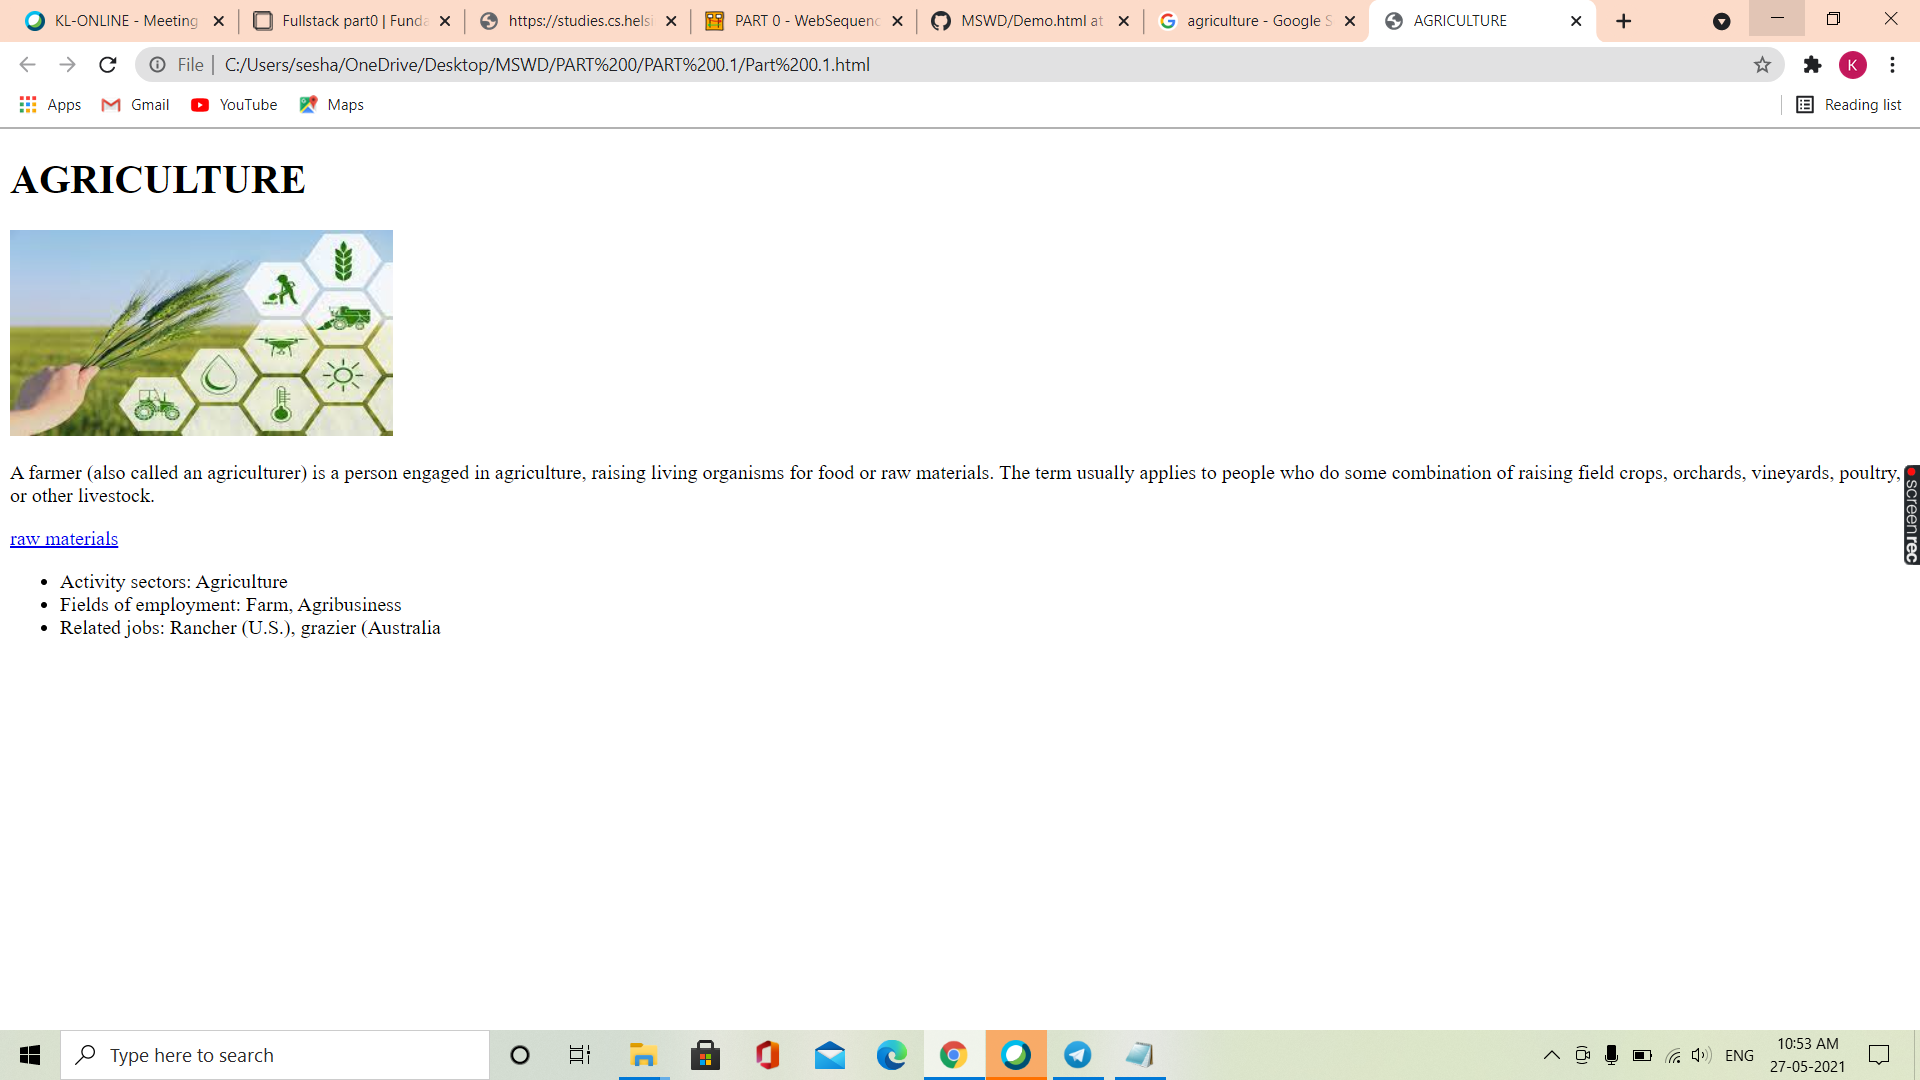 KL-ONLINE - Meeting
Fullstack part0 | Funda
https://studies.cs.helsi
PART 0 - WebSequenc
MSWD/Demo.html at
agriculture - Google S
AGRICULTURE
File | C:/Users/sesha/OneDrive/Desktop/MSWD/PART%200/PART%200.1/Part%200.1.html
K
Apps
Gmail
YouTube
Maps
Reading list
AGRICULTURE
A farmer (also called an agriculturer) is a person engaged in agriculture, raising living organisms for food or raw materials. The term usually applies to people who do some combination of raising field crops, orchards, vineyards, poultry,
or other livestock.
raw materials
• Activity sectors: Agriculture
• Fields of employment: Farm, Agribusiness
• Related jobs: Rancher (U.S.), grazier (Australia
screenrec
Type here to search
ENG
10:53 AM
27-05-2021